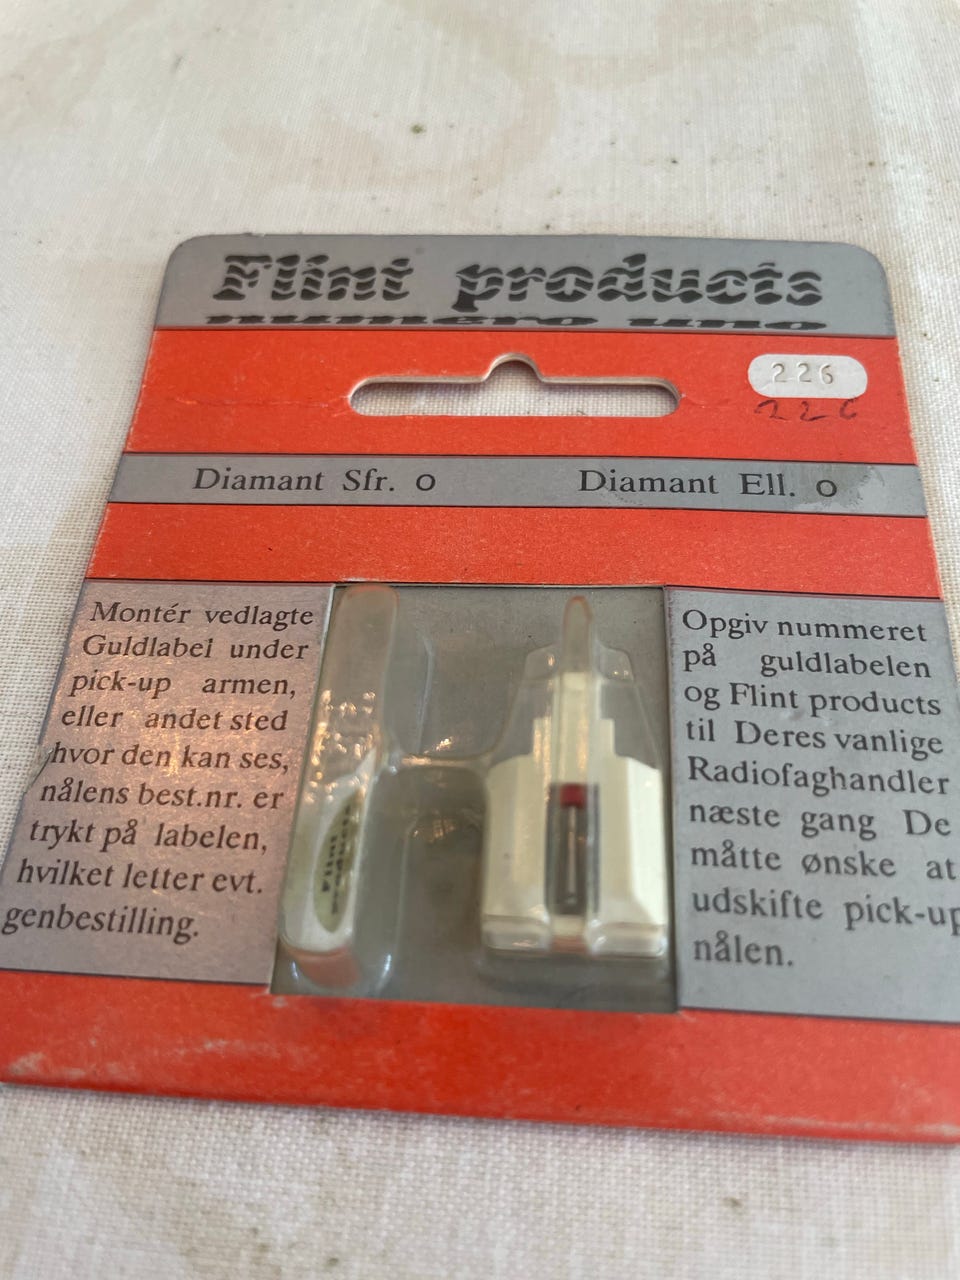 Flint products
numero uno
226
226
Diamant Sfr. o
Diamant Ell. o
Montér vedlagte
Guldlabel under
pick-up armen,
eller andet sted
hvor den kan ses,
nålens best.nr. er
trykt på labelen,
hvilket letter evt.
genbestilling.
Flint
Products
Opgiv nummeret
på guldlabelen
og Flint products
til Deres vanlige
Radiofaghandler
næste gang De
måtte ønske at
udskifte pick-up
nålen.